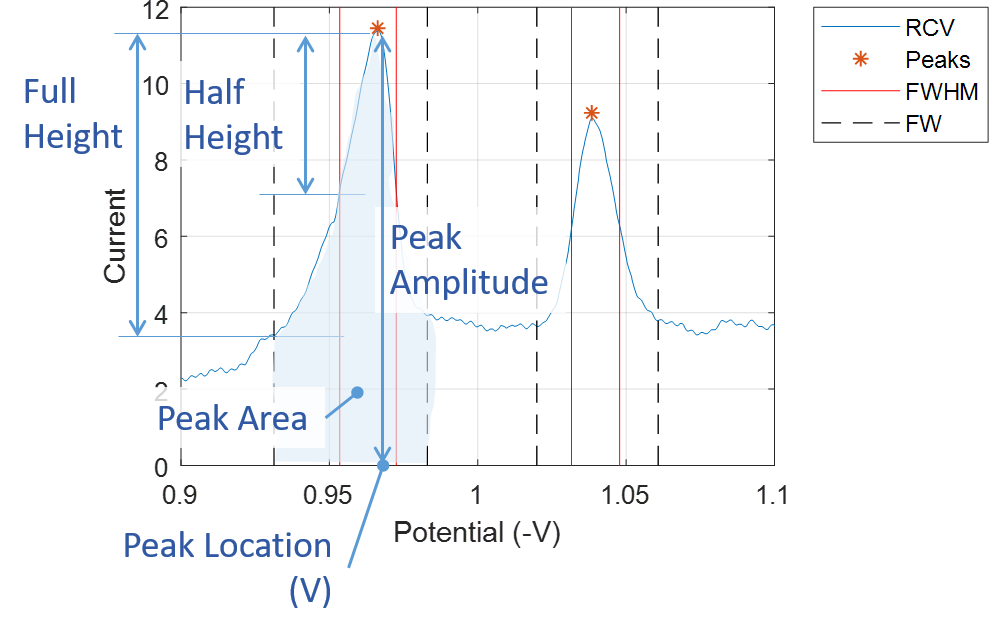 12
10
8
6
4
2
0
0.9
0.95
1
1.05
1.1
Current
Potential (-V)
Full
Height
Half
Height
Peak
Amplitude
Peak Area
Peak Location
(V)
RCV
Peaks
FWHM
FW